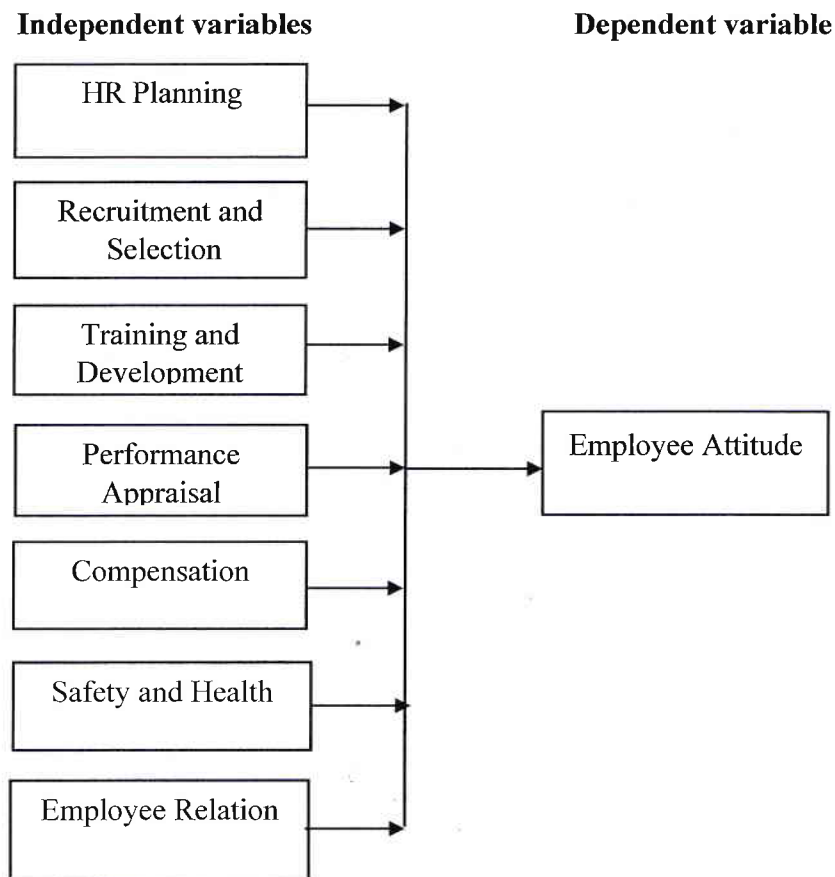 Independent variables
Dependent variable
HR Planning
Recruitment and
Selection
Training and
Development
Performance
Appraisal
Employee Attitude
Compensation
Safety and Health
Employee Relation